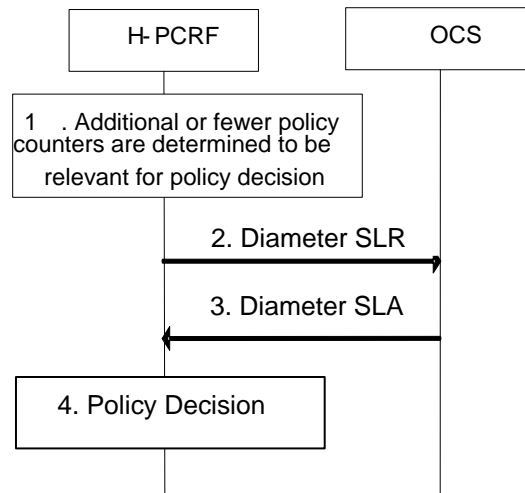 H- PCRF
OCS
1 . Additional or fewer policy
counters are determined to be
relevant for policy decision
2. Diameter SLR
3. Diameter SLA
4. Policy Decision